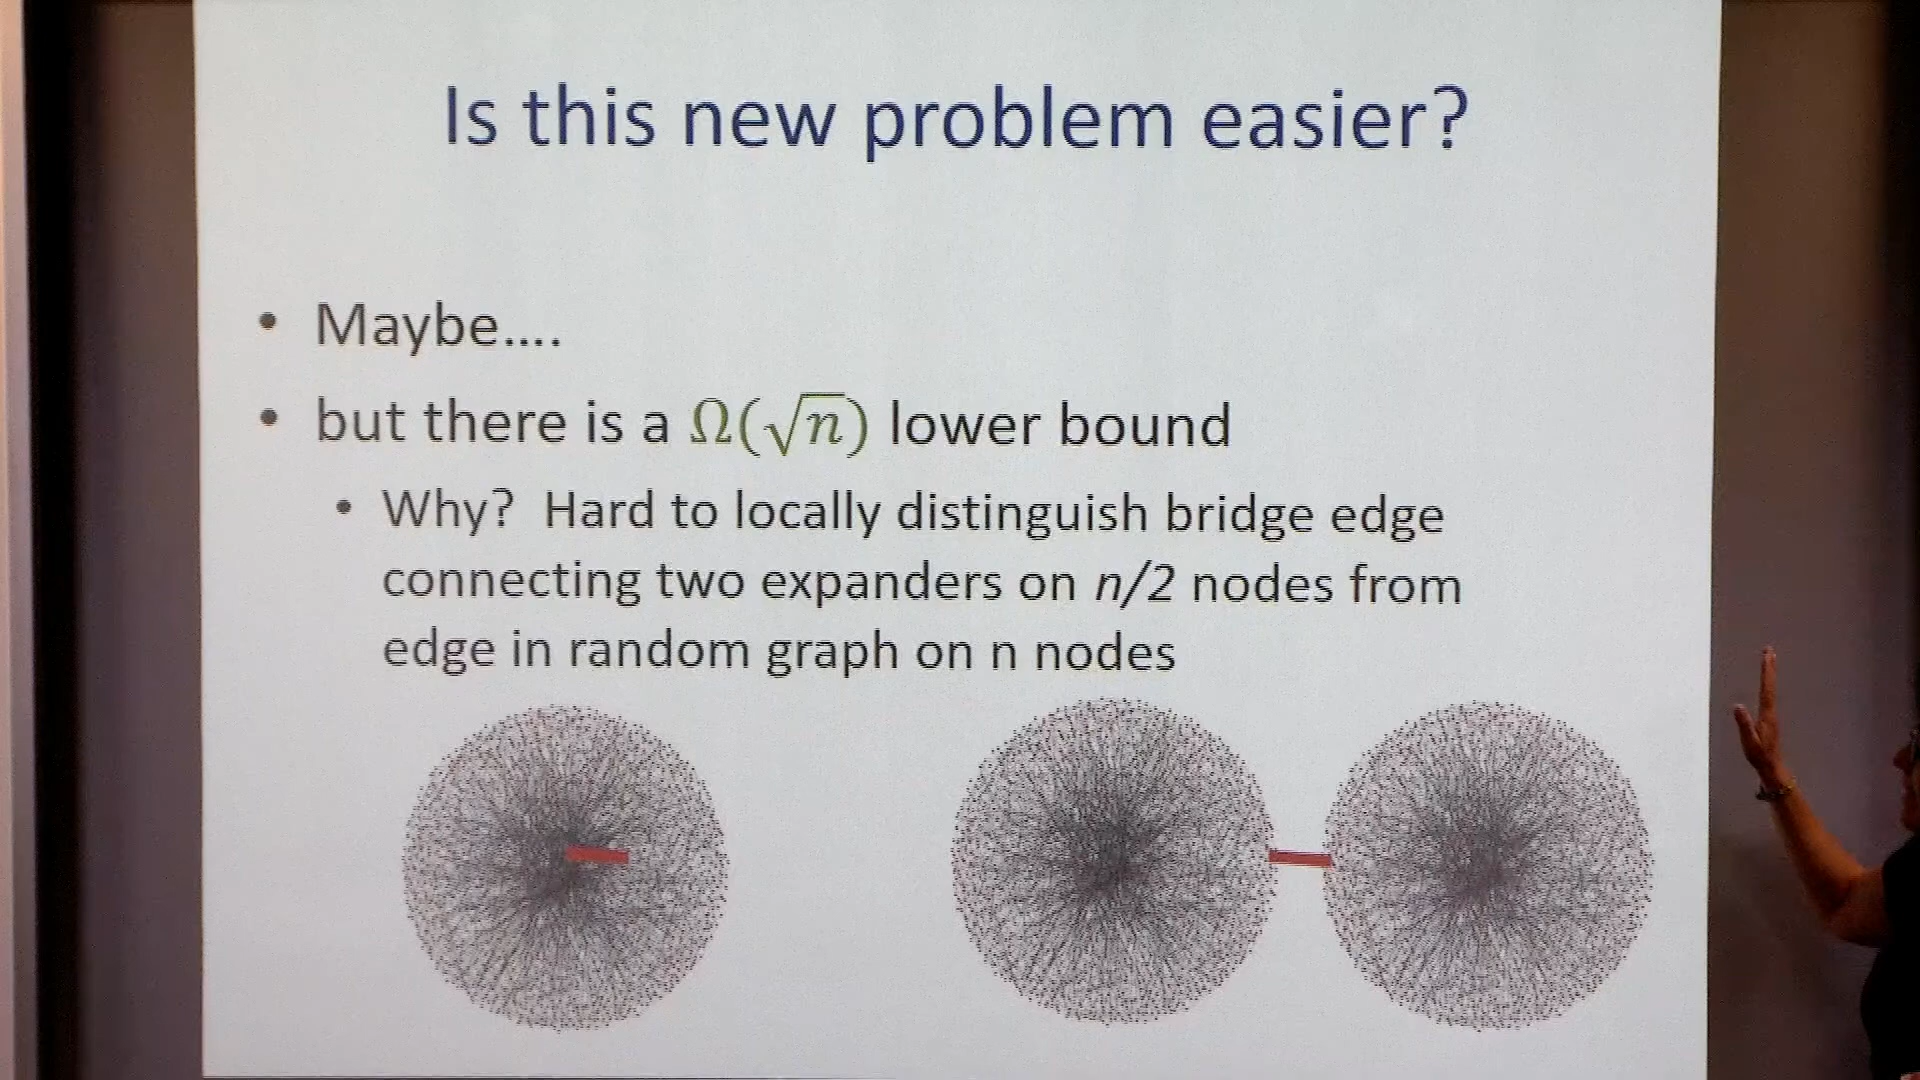 Is this new problem easier?
• Maybe....
• but there is a Ω(√n) lower bound
• Why? Hard to locally distinguish bridge edge
connecting two expanders on n/2 nodes from
edge in random graph on n nodes